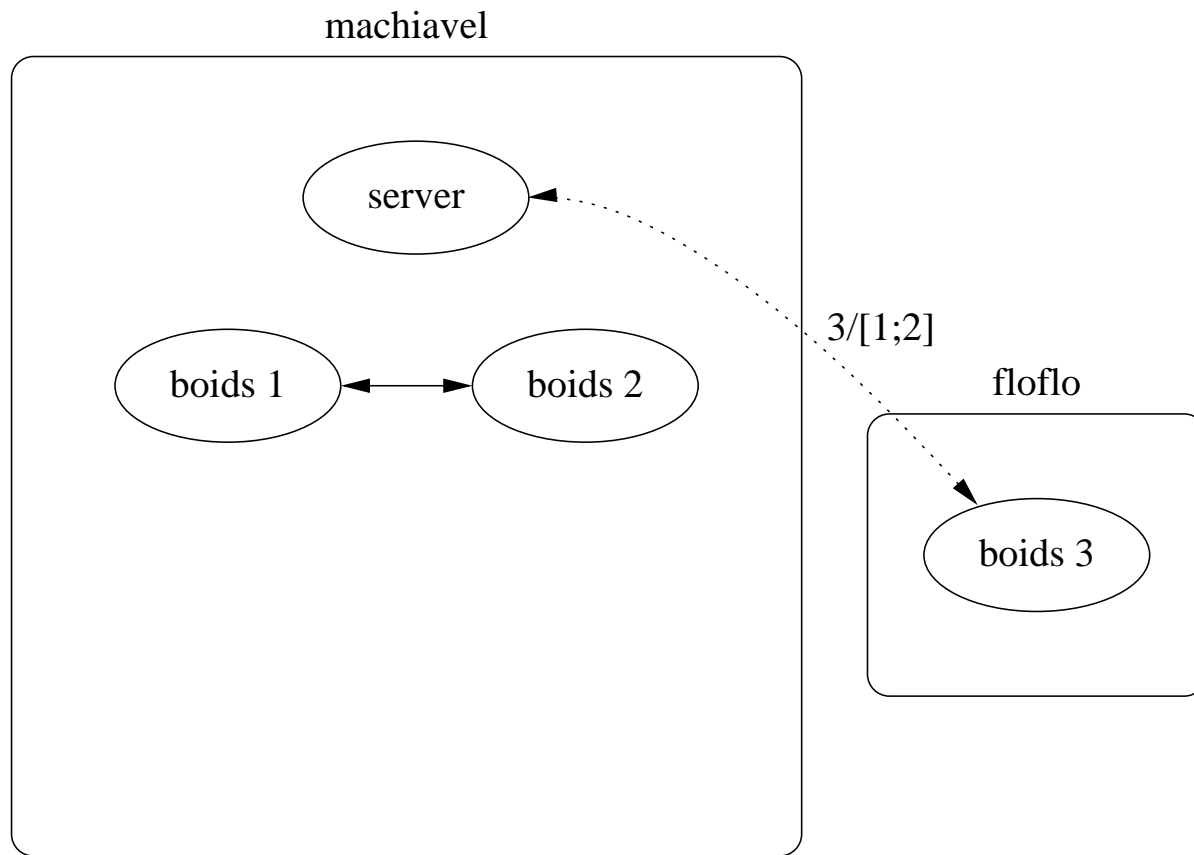 machiavel
server
3/[1;2]
boids 1
boids 2
floflo
boids 3